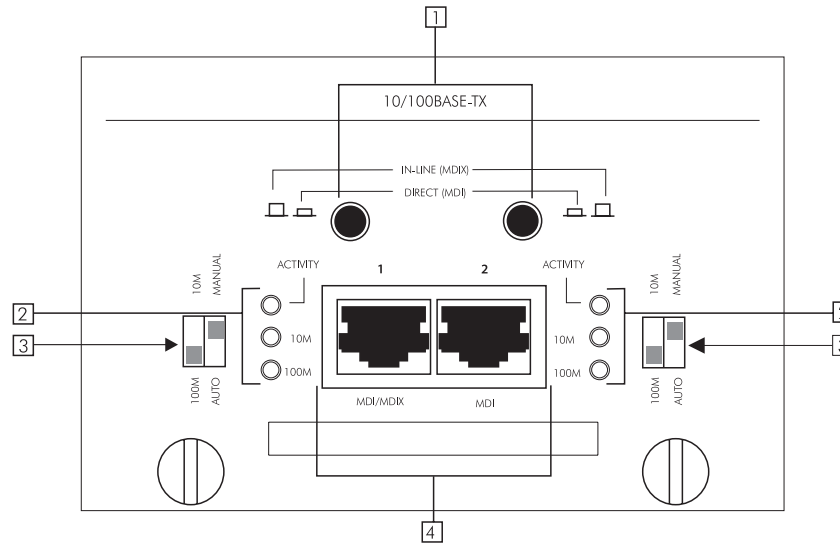 1
10/100BASE-TX
IN-LINE (MDIX)
DIRECT (MDI)
ACTIVITY
1
2
ACTIVITY
10M
MANUAL
10M
MANUAL
2
3
10M
100M
10M
100M
100M
AUTO
100M
AUTO
MDI/MDIX
MDI
4